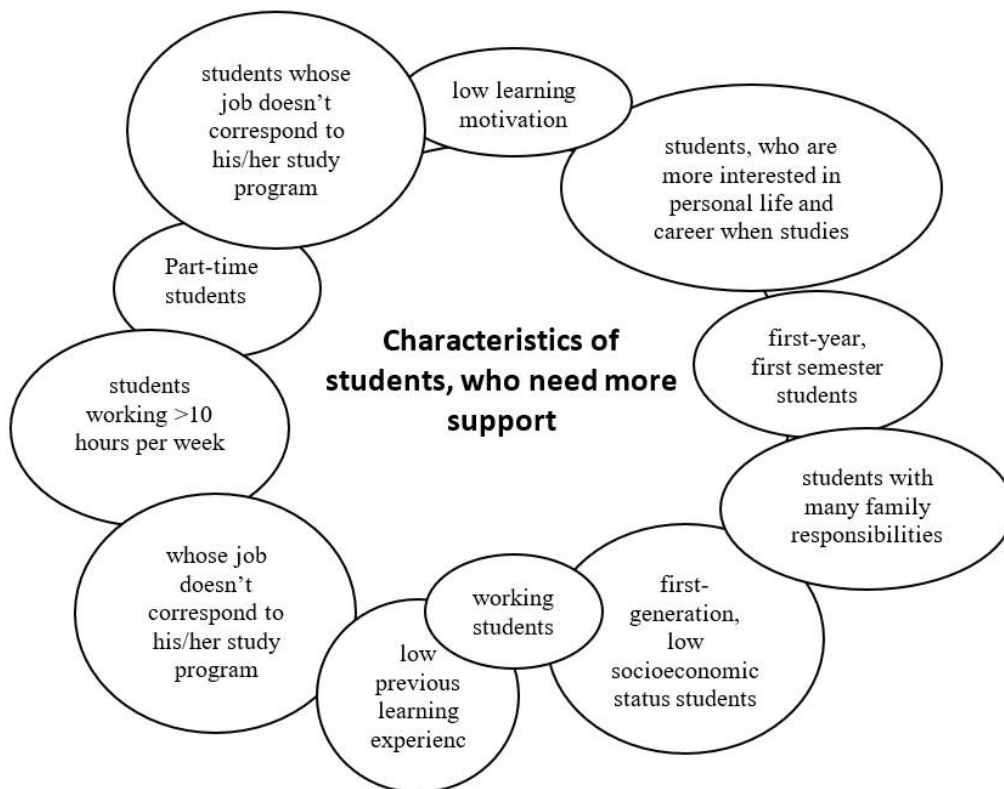 students whose
job doesn't
correspond to
his/her study
program
low learning
motivation
students, who are
more interested in
personal life and
career when studies
Part-time
students
Characteristics of
students, who need more
support
first-year,
first semester
students
students
working >10
hours per week
students with
many family
responsibilities
whose job
doesn't
correspond to
his/her study
program
working
students
first-
generation,
low
socioeconomic
status students
low
previous
learning
experienc